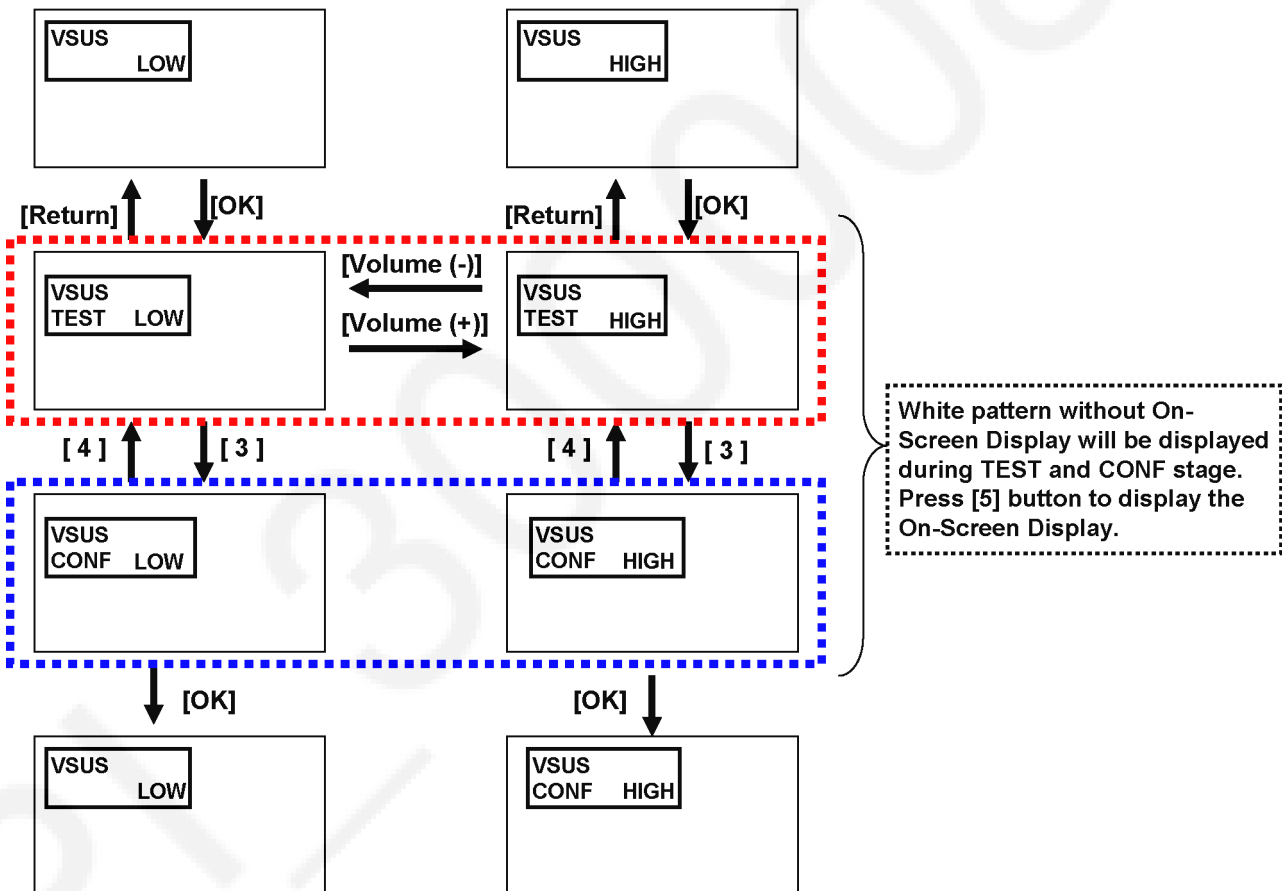 VSUS
LOW
VSUS
HIGH
[Return]
[OK]
[Return]
[OK]
VSUS
TEST LOW
[Volume (-)]
[Volume (+)]
VSUS
TEST HIGH
[ 4 ]
[ 3 ]
[ 4 ]
[ 3 ]
White pattern without On-
Screen Display will be displayed
during TEST and CONF stage.
Press [5] button to display the
On-Screen Display.
VSUS
CONF LOW
VSUS
CONF HIGH
[OK]
[OK]
VSUS
LOW
VSUS
CONF HIGH